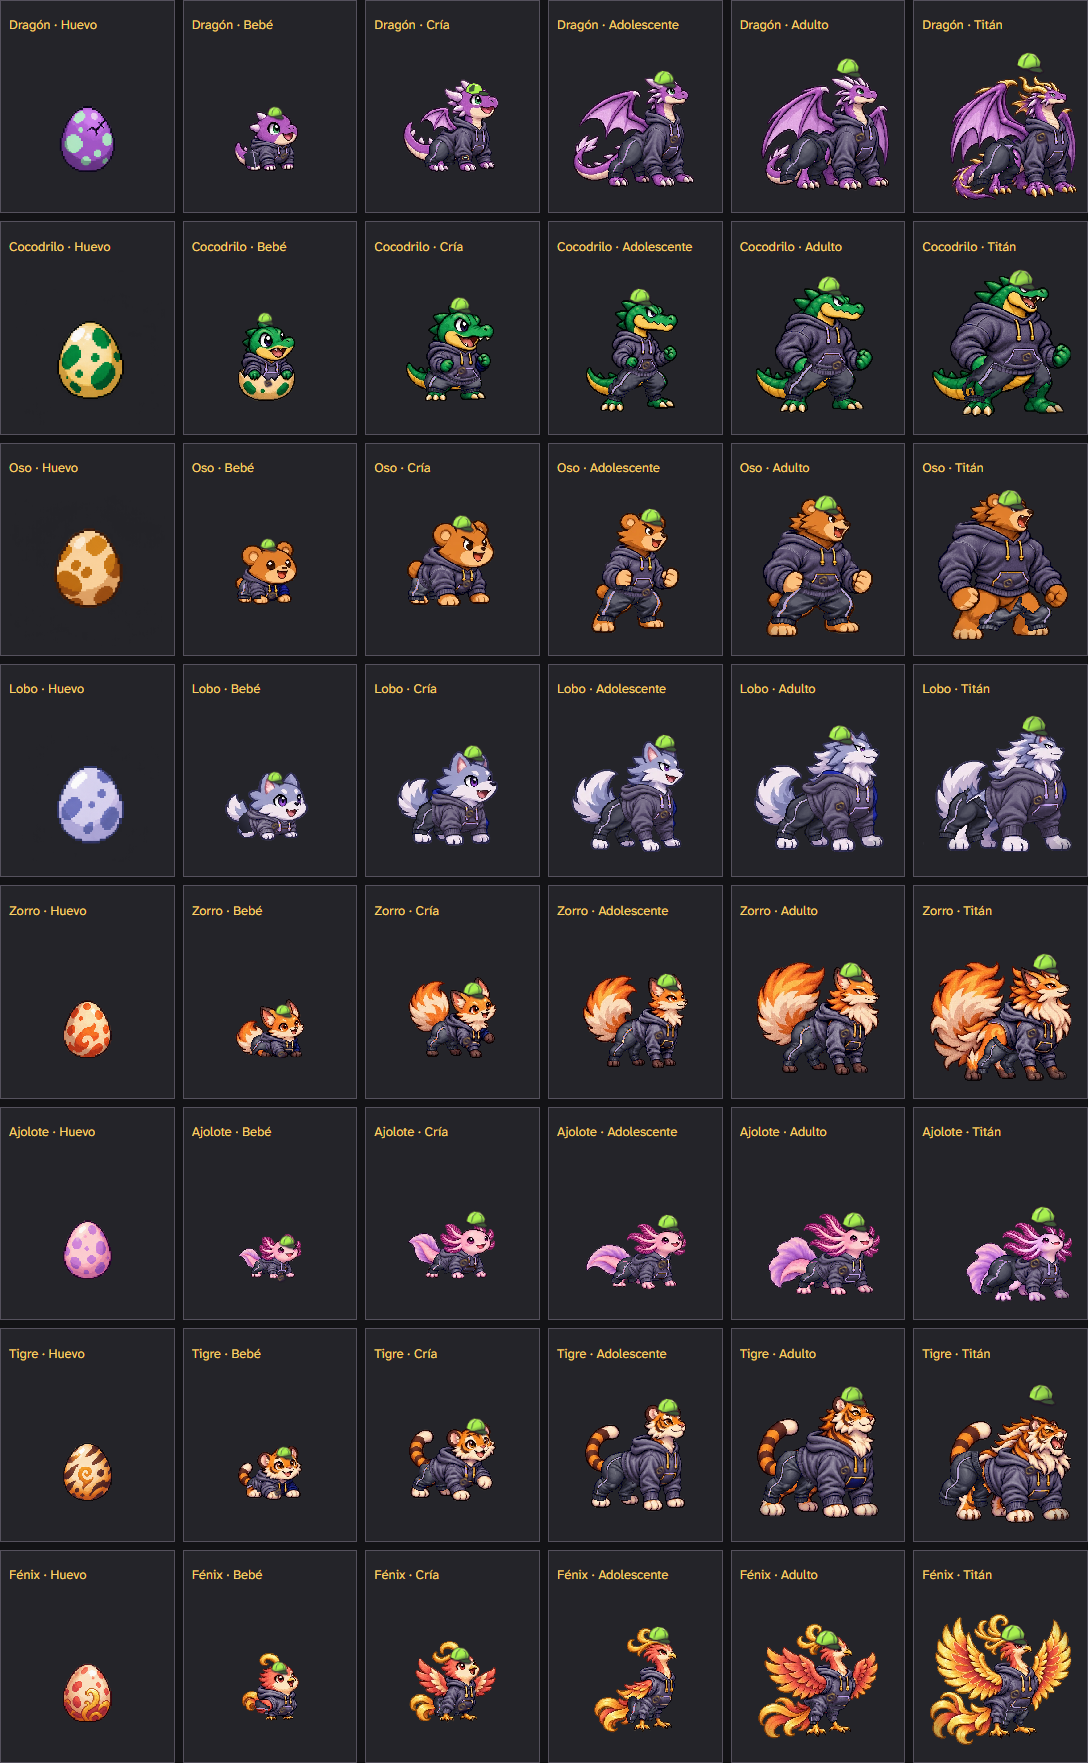 Dragón · Huevo
Dragón · Bebé
Dragón · Cría
Dragón · Adolescente
Dragón · Adulto
Dragón · Titán
Cocodrilo · Huevo
Cocodrilo · Bebé
Cocodrilo · Cría
Cocodrilo · Adolescente
Cocodrilo · Adulto
Cocodrilo · Titán
Oso · Huevo
Oso · Bebé
Oso · Cría
Oso · Adolescente
Oso · Adulto
Oso · Titán
Lobo · Huevo
Lobo · Bebé
Lobo · Cría
Lobo · Adolescente
Lobo · Adulto
Lobo · Titán
Zorro · Huevo
Zorro · Bebé
Zorro · Cría
Zorro · Adolescente
Zorro · Adulto
Zorro · Titán
Ajolote · Huevo
Ajolote · Bebé
Ajolote · Cría
Ajolote · Adolescente
Ajolote · Adulto
Ajolote · Titán
Tigre · Huevo
Tigre · Bebé
Tigre · Cría
Tigre · Adolescente
Tigre · Adulto
Tigre · Titán
Fénix · Huevo
Fénix · Bebé
Fénix · Cría
Fénix · Adolescente
Fénix · Adulto
Fénix · Titán